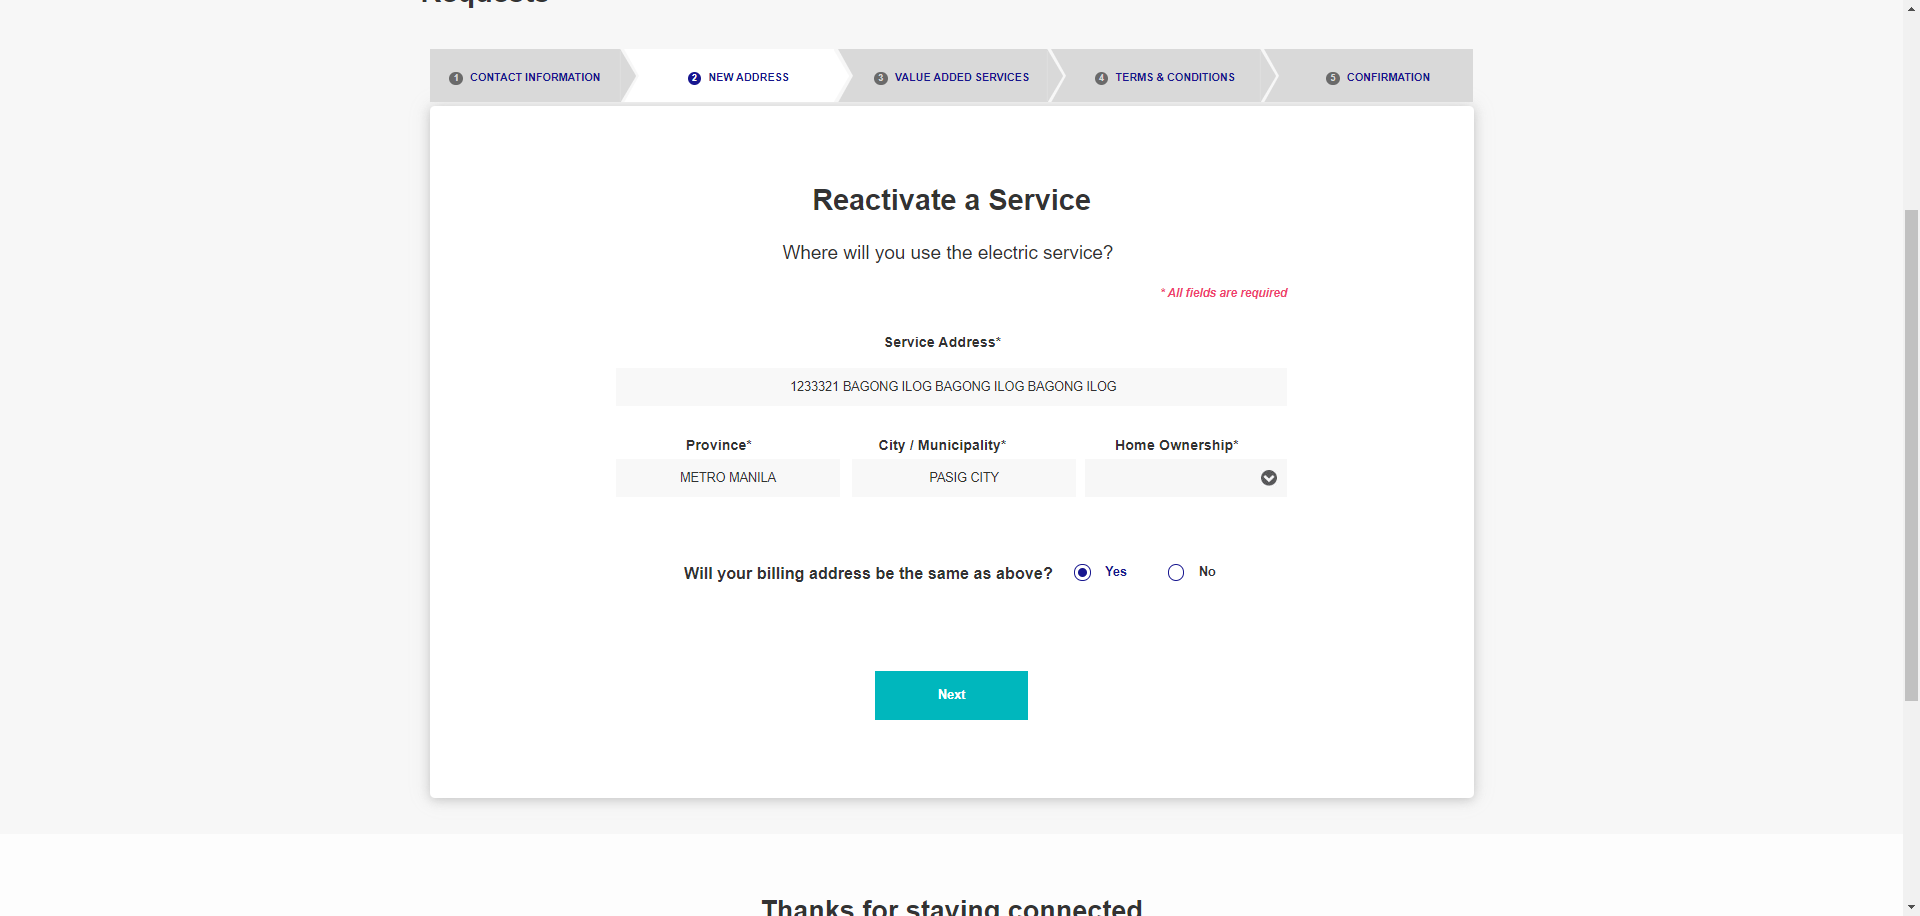 Requests
1 CONTACT INFORMATION 2 NEW ADDRESS 3 VALUE ADDED SERVICES 4 TERMS & CONDITIONS 5 CONFIRMATION
Reactivate a Service
Where will you use the electric service?
* All fields are required
Service Address*
1233321 BAGONG ILOG BAGONG ILOG BAGONG ILOG
Province* City / Municipality* Home Ownership*
METRO MANILA PASIG CITY
Will your billing address be the same as above? Yes No
Next
Thanks for staying connected